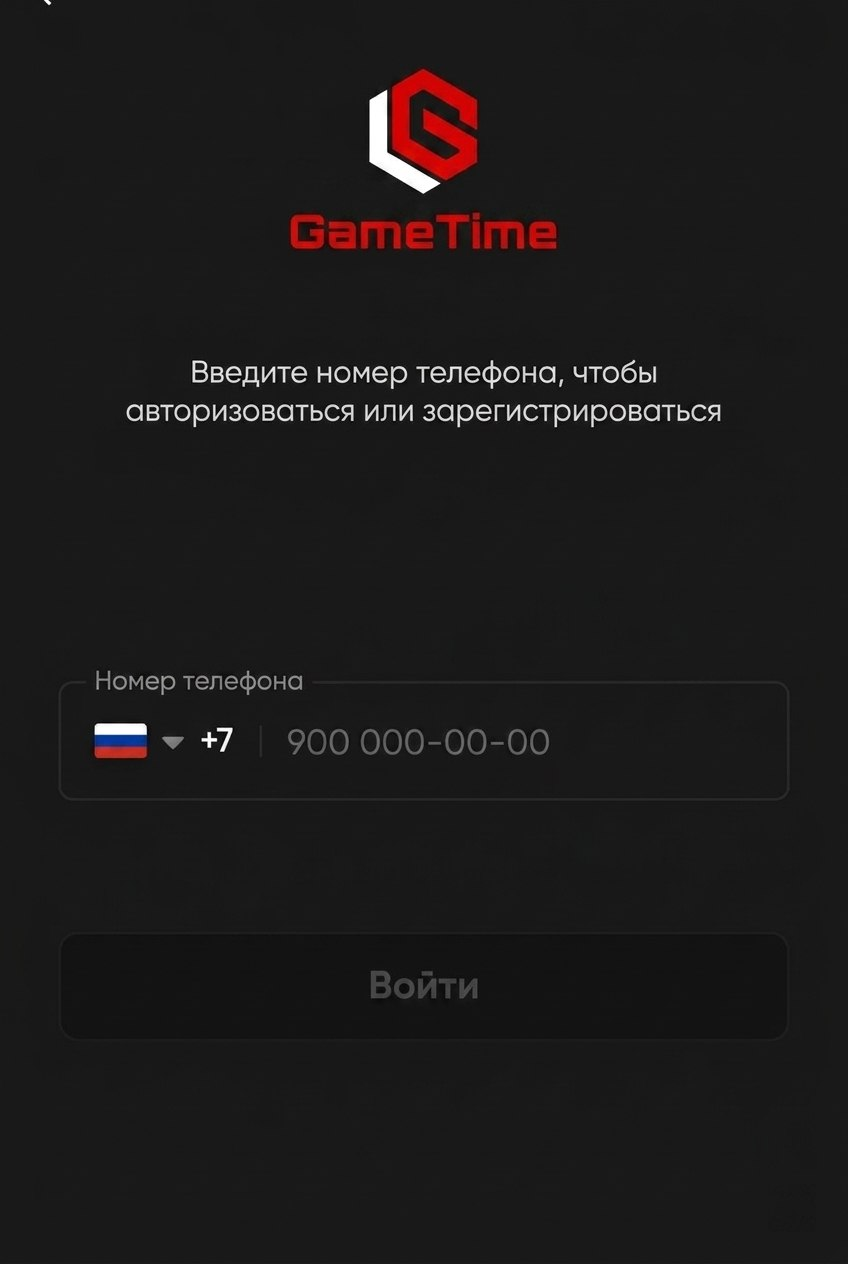 GameTime
Введите номер телефона, чтобы
авторизоваться или зарегистрироваться
Номер телефона
+7 900 000-00-00
Войти